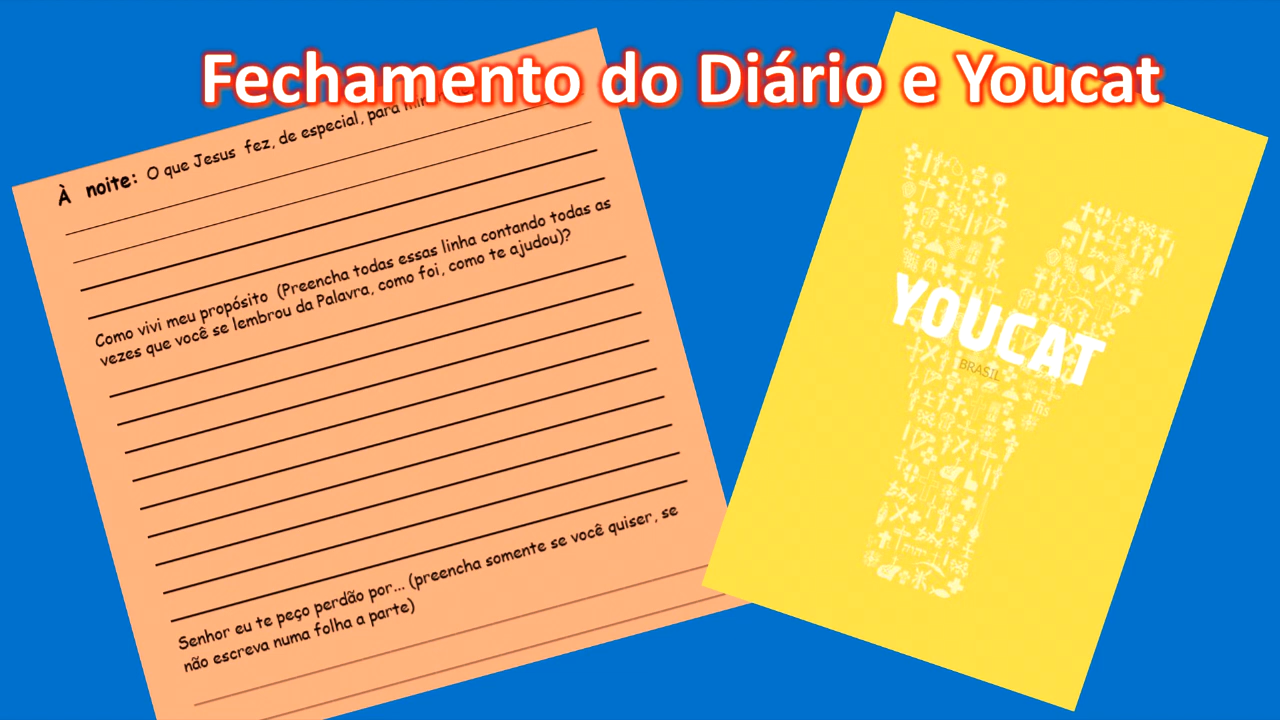 Fechamento do Diário e Youcat
À noite: O que Jesus fez, de especial, para
Como vivi meu propósito (Preencha todas essas linha contando todas as
vezes que você se lembrou da Palavra, como foi, como te ajudou)?
Senhor eu te peço perdão por... (preencha somente se você quiser, se
não escreva numa folha a parte)
YOUCAT
BRASIL